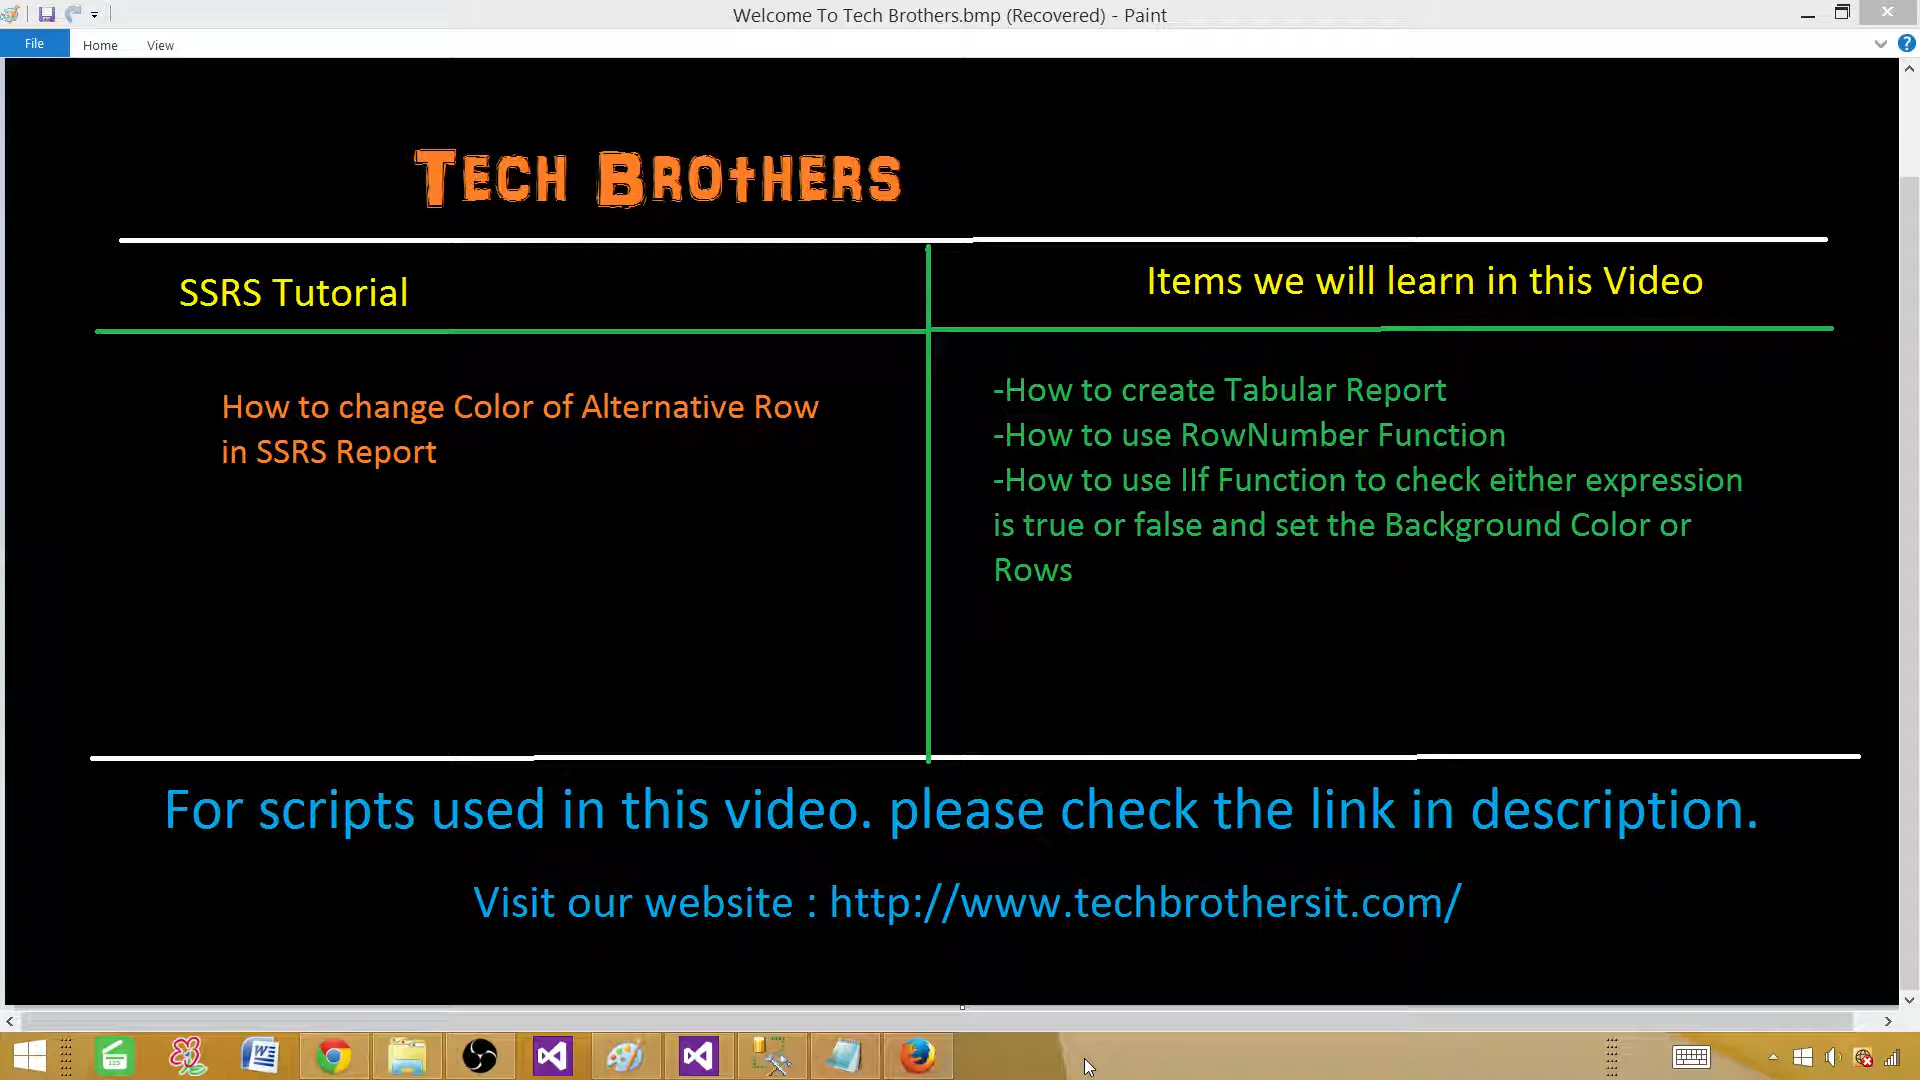 Welcome To Tech Brothers.bmp (Recovered) - Paint
File Home View
Tech Brothers
SSRS Tutorial
Items we will learn in this Video
How to change Color of Alternative Row
in SSRS Report
-How to create Tabular Report
-How to use RowNumber Function
-How to use IIf Function to check either expression
is true or false and set the Background Color or
Rows
For scripts used in this video. please check the link in description.
Visit our website : http://www.techbrothersit.com/